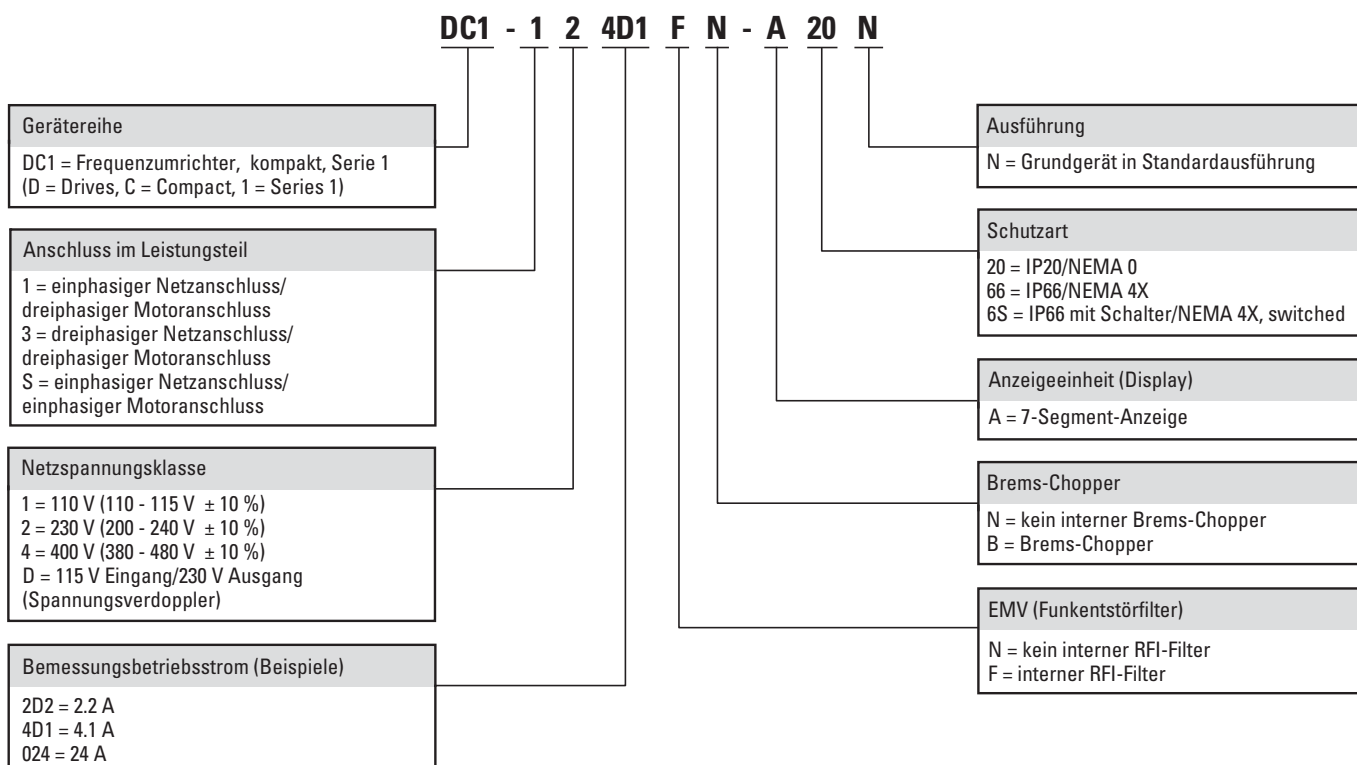 DC1 - 1 2 4D1 F N - A 20 N
Gerätereihe
DC1 = Frequenzumrichter, kompakt, Serie 1
(D = Drives, C = Compact, 1 = Series 1)
Anschluss im Leistungsteil
1 = einphasiger Netzanschluss/
dreiphasiger Motoranschluss
3 = dreiphasiger Netzanschluss/
dreiphasiger Motoranschluss
S = einphasiger Netzanschluss/
einphasiger Motoranschluss
Netzspannungsklasse
1 = 110 V (110 - 115 V ± 10 %)
2 = 230 V (200 - 240 V ± 10 %)
4 = 400 V (380 - 480 V ± 10 %)
D = 115 V Eingang/230 V Ausgang
(Spannungsverdoppler)
Bemessungsbetriebsstrom (Beispiele)
2D2 = 2.2 A
4D1 = 4.1 A
024 = 24 A
Ausführung
N = Grundgerät in Standardausführung
Schutzart
20 = IP20/NEMA 0
66 = IP66/NEMA 4X
6S = IP66 mit Schalter/NEMA 4X, switched
Anzeigeeinheit (Display)
A = 7-Segment-Anzeige
Brems-Chopper
N = kein interner Brems-Chopper
B = Brems-Chopper
EMV (Funkentstörfilter)
N = kein interner RFI-Filter
F = interner RFI-Filter